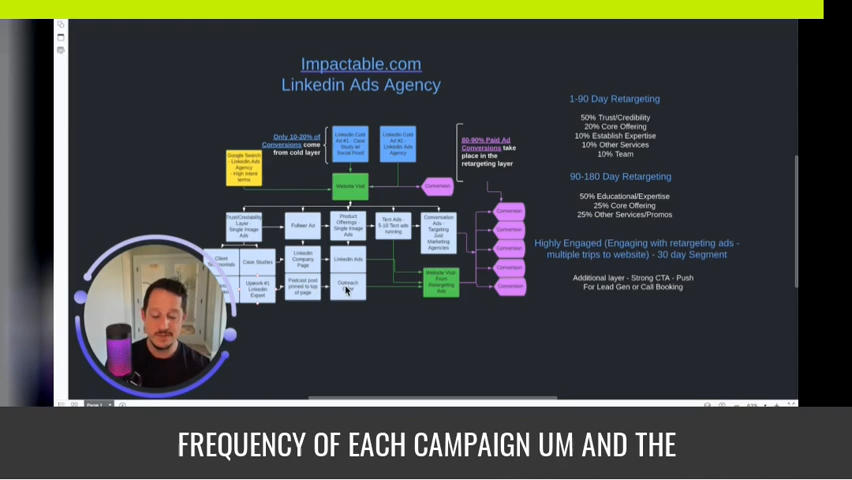 Impactable.com
Linkedin Ads Agency
Only 10-20% of
Conversions come
from cold layer
Linkedin Cold
Ad #1 - Case
Study w/
Social Proof
Linkedin Cold
Ad #2 -
Linkedin Ads
Agency
80-90% Paid Ad
Conversions take
place in the
retargeting layer
Google Search
- Linkedin Ads
Agency
- High Intent
terms
Website Visit
Conversion
Trust/Credability
Layer -
Single Image
Ads
Follwer Ad
Product
Offerings -
Single Image
Ads
Text Ads -
5-10 Text ads
running
Conversation
Ads -
Targeting
Just
Marketing
Agencies
Conversion
Conversion
Conversion
Conversion
Conversion
Client
Case Studies
Linkedin
Company
Page
Linkedin Ads
Website Visit
From
Retargeting
Ads
Upwork #1
Linkedin
Expert
Podcast post
pinned to top
of page
Outreach
1-90 Day Retargeting
50% Trust/Credibility
20% Core Offering
10% Establish Expertise
10% Other Services
10% Team
90-180 Day Retargeting
50% Educational/Expertise
25% Core Offering
25% Other Services/Promos
Highly Engaged (Engaging with retargeting ads -
multiple trips to website) - 30 day Segment
Additional layer - Strong CTA - Push
For Lead Gen or Call Booking
Page 1
FREQUENCY OF EACH CAMPAIGN UM AND THE